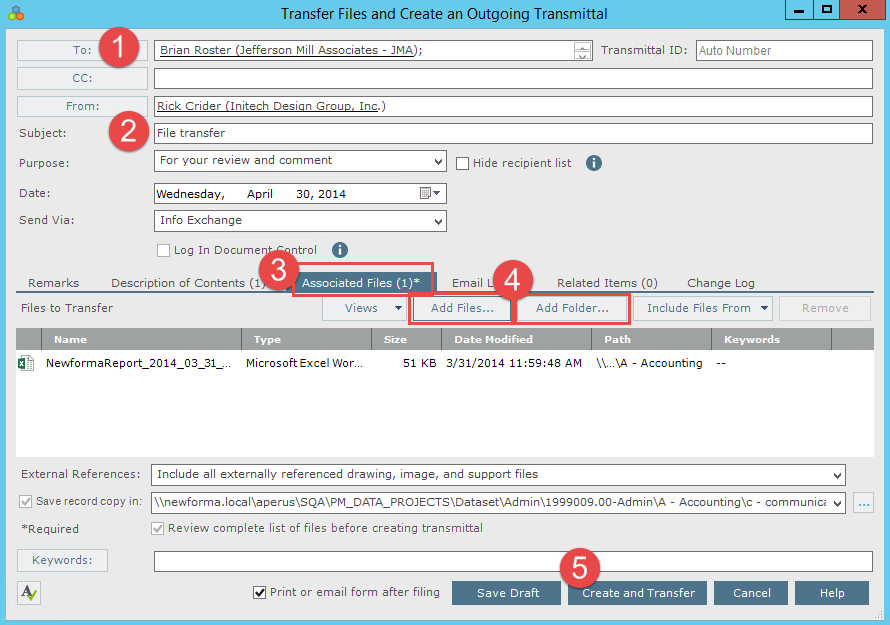 Transfer Files and Create an Outgoing Transmittal
To: 1 Brian Roster (Jefferson Mill Associates - JMA); Transmittal ID: Auto Number
CC:
From: Rick Crider (Initech Design Group, Inc.)
Subject: 2 File transfer
Purpose: For your review and comment Hide recipient list i
Date: Wednesday, April 30, 2014
Send Via: Info Exchange
Log In Document Control i
3 4
Remarks Description of Contents (1) Associated Files (1)* Email Related Items (0) Change Log
Files to Transfer Views Add Files... Add Folder... Include Files From Remove
Name Type Size Date Modified Path Keywords
NewformaReport_2014_03_31_... Microsoft Excel Wor... 51 KB 3/31/2014 11:59:48 AM \\...\A - Accounting --
External References: Include all externally referenced drawing, image, and support files
Save record copy in: \\newforma.local\aperus\SQA\PM_DATA_PROJECTS\Dataset\Admin\1999009.00-Admin\A - Accounting\c - communica ...
*Required Review complete list of files before creating transmittal
Keywords:
5
Print or email form after filing Save Draft Create and Transfer Cancel Help